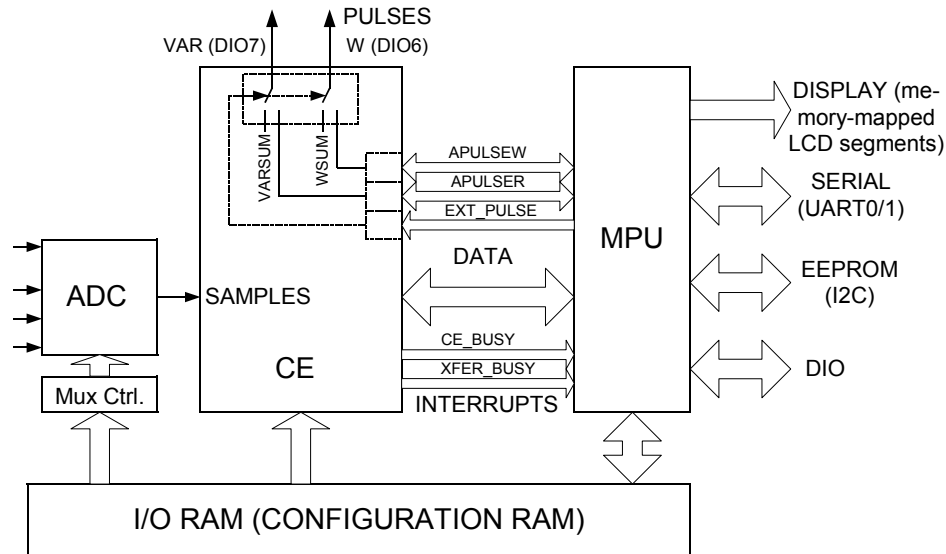 PULSES
VAR (DIO7)
W (DIO6)
VARSUM
WSUM
APULSEW
APULSER
EXT_PULSE
DATA
CE_BUSY
XFER_BUSY
INTERRUPTS
MPU
DISPLAY (me-
mory-mapped
LCD segments)
SERIAL
(UART0/1)
EEPROM
(I2C)
DIO
ADC
SAMPLES
CE
Mux Ctrl.
I/O RAM (CONFIGURATION RAM)